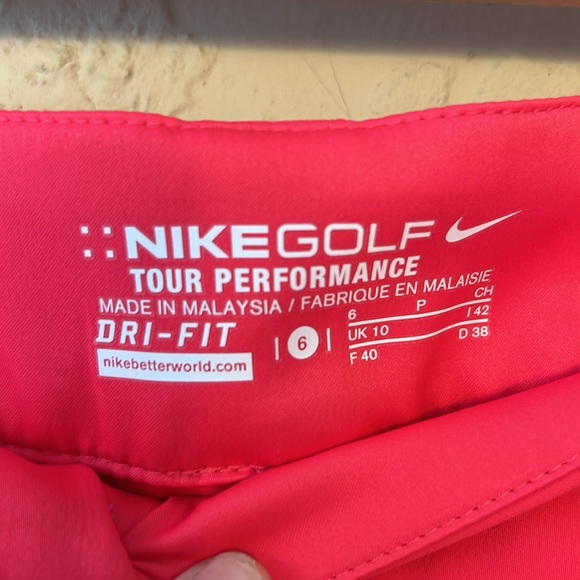 NIKEGOLF
TOUR PERFORMANCE
MADE IN MALAYSIA / FABRIQUE EN MALAISIE
DRI-FIT
nikebetterworld.com
6
6 P CH
UK 10 I 42
F 40 D 38